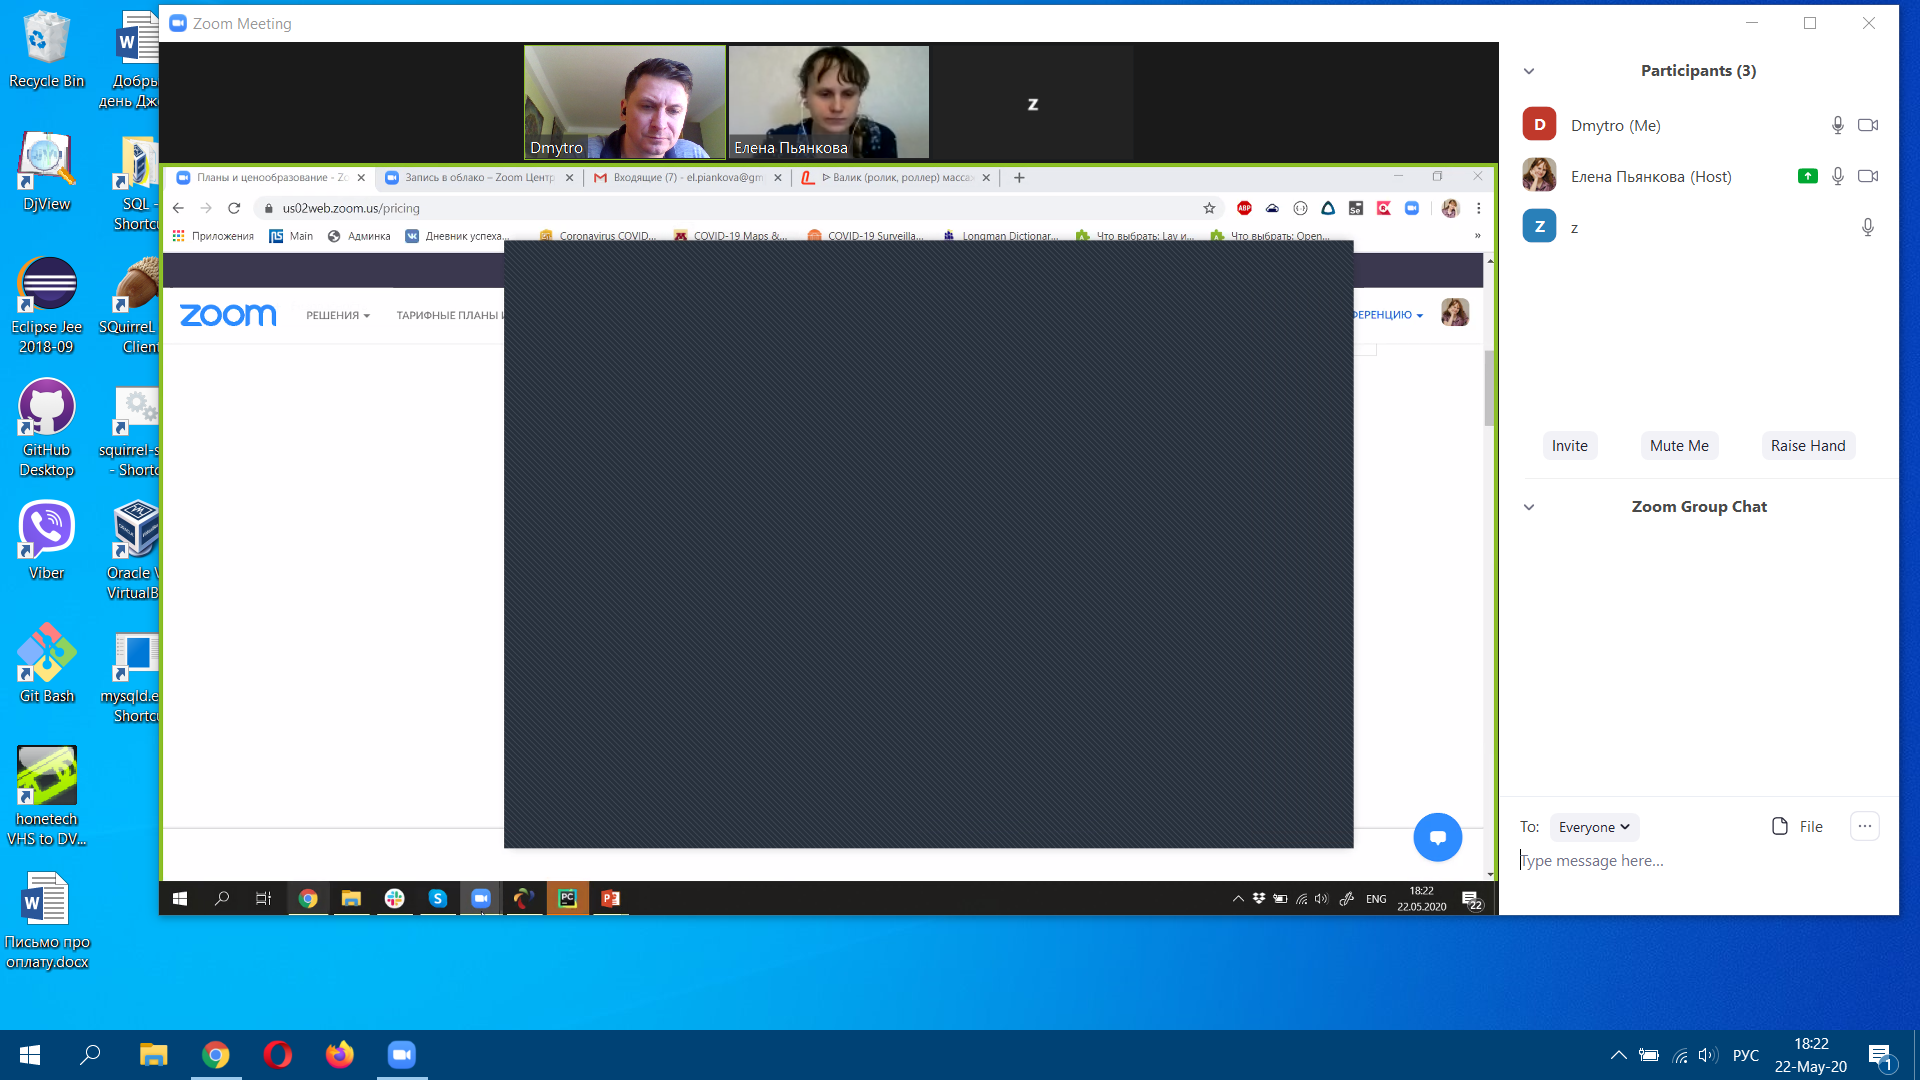 Recycle Bin
Добры
день Дж
DjView
SQL -
Shortcu
Eclipse Jee
2018-09
SQuirreL
Client
GitHub
Desktop
squirrel-s
- Shortc
Viber
Oracle V
VirtualB
Git Bash
mysqld.e
Shortcu
honetech
VHS to DV...
Письмо про
оплату.docx
Zoom Meeting
Dmytro
Елена Пьянкова
z
Планы и ценообразование - Zo
Запись в облако – Zoom Центр
Входящие (7) - el.piankova@gm
ᐈ Валик (ролик, роллер) масса
us02web.zoom.us/pricing
ABP
Se
Приложения
Main
Админка
Дневник успеха...
Coronavirus COVID...
COVID-19 Maps &...
COVID-19 Surveilla...
Longman Dictionar...
Что выбрать: Lay и...
Что выбрать: Open...
»
zoom
РЕШЕНИЯ
ТАРИФНЫЕ ПЛАНЫ И
ФЕРЕНЦИЮ
PC
ENG
18:22
22.05.2020
22
Participants (3)
D
Dmytro (Me)
Елена Пьянкова (Host)
Z
z
Invite
Mute Me
Raise Hand
Zoom Group Chat
To:
Everyone
File
...
Type message here...
РУС
18:22
22-May-20
1